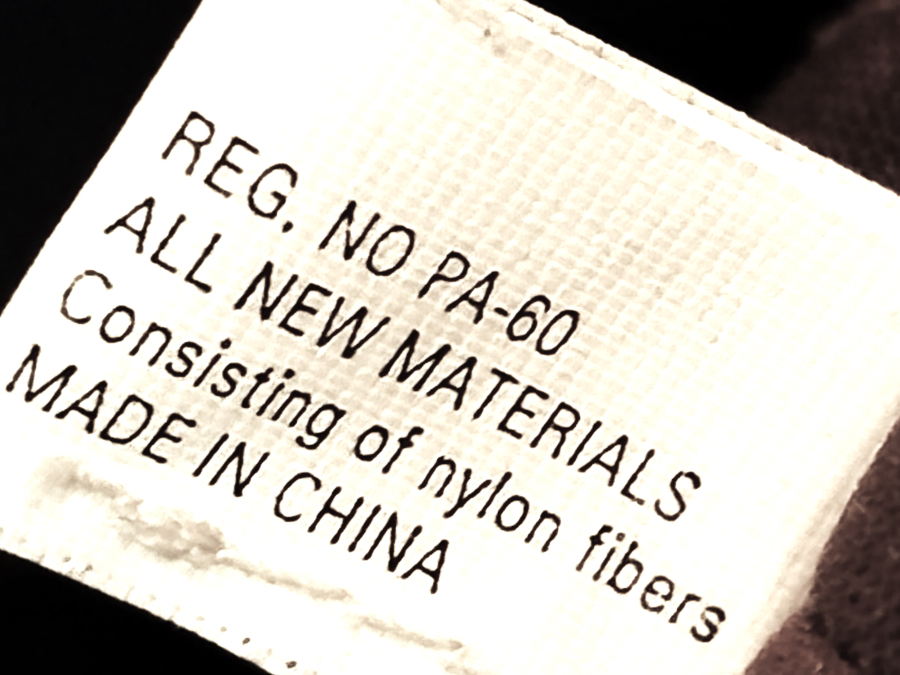 REG. NO PA-60
ALL NEW MATERIALS
Consisting of nylon fibers
MADE IN CHINA